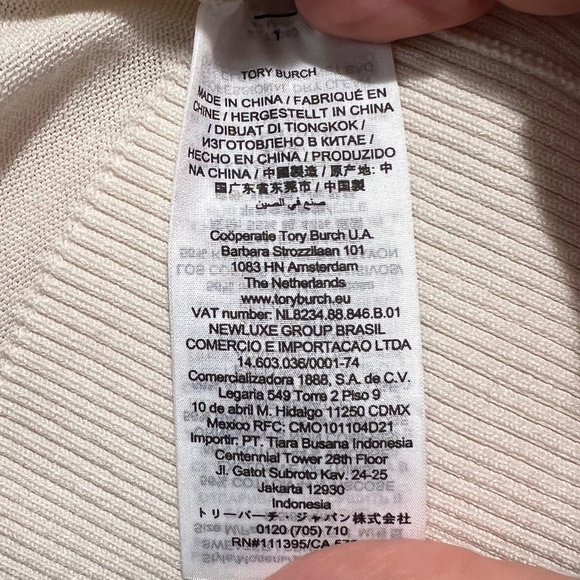 TORY BURCH
MADE IN CHINA / FABRIQUÉ EN
CHINE / HERGESTELLT IN CHINA
/ DIBUAT DI TIONGKOK /
ИЗГОТОВЛЕНО В КИТАЕ /
HECHO EN CHINA / PRODUZIDO
NA CHINA / 中國製造 / 原产地: 中
国广东省东莞市 / 中国製
صنع في الصين
Coöperatie Tory Burch U.A.
Barbara Strozzilaan 101
1083 HN Amsterdam
The Netherlands
www.toryburch.eu
VAT number: NL8234.88.846.B.01
NEWLUXE GROUP BRASIL
COMERCIO E IMPORTACAO LTDA
14.603.036/0001-74
Comercializadora 1888, S.A. de C.V.
Legaria 549 Torre 2 Piso 9
10 de abril M. Hidalgo 11250 CDMX
Mexico RFC: CMO101104D21
Importir: PT. Tiara Busana Indonesia
Centennial Tower 28th Floor
Jl. Gatot Subroto Kav. 24-25
Jakarta 12930
Indonesia
トリーバーチ・ジャパン株式会社
0120 (705) 710
RN#111395/CA